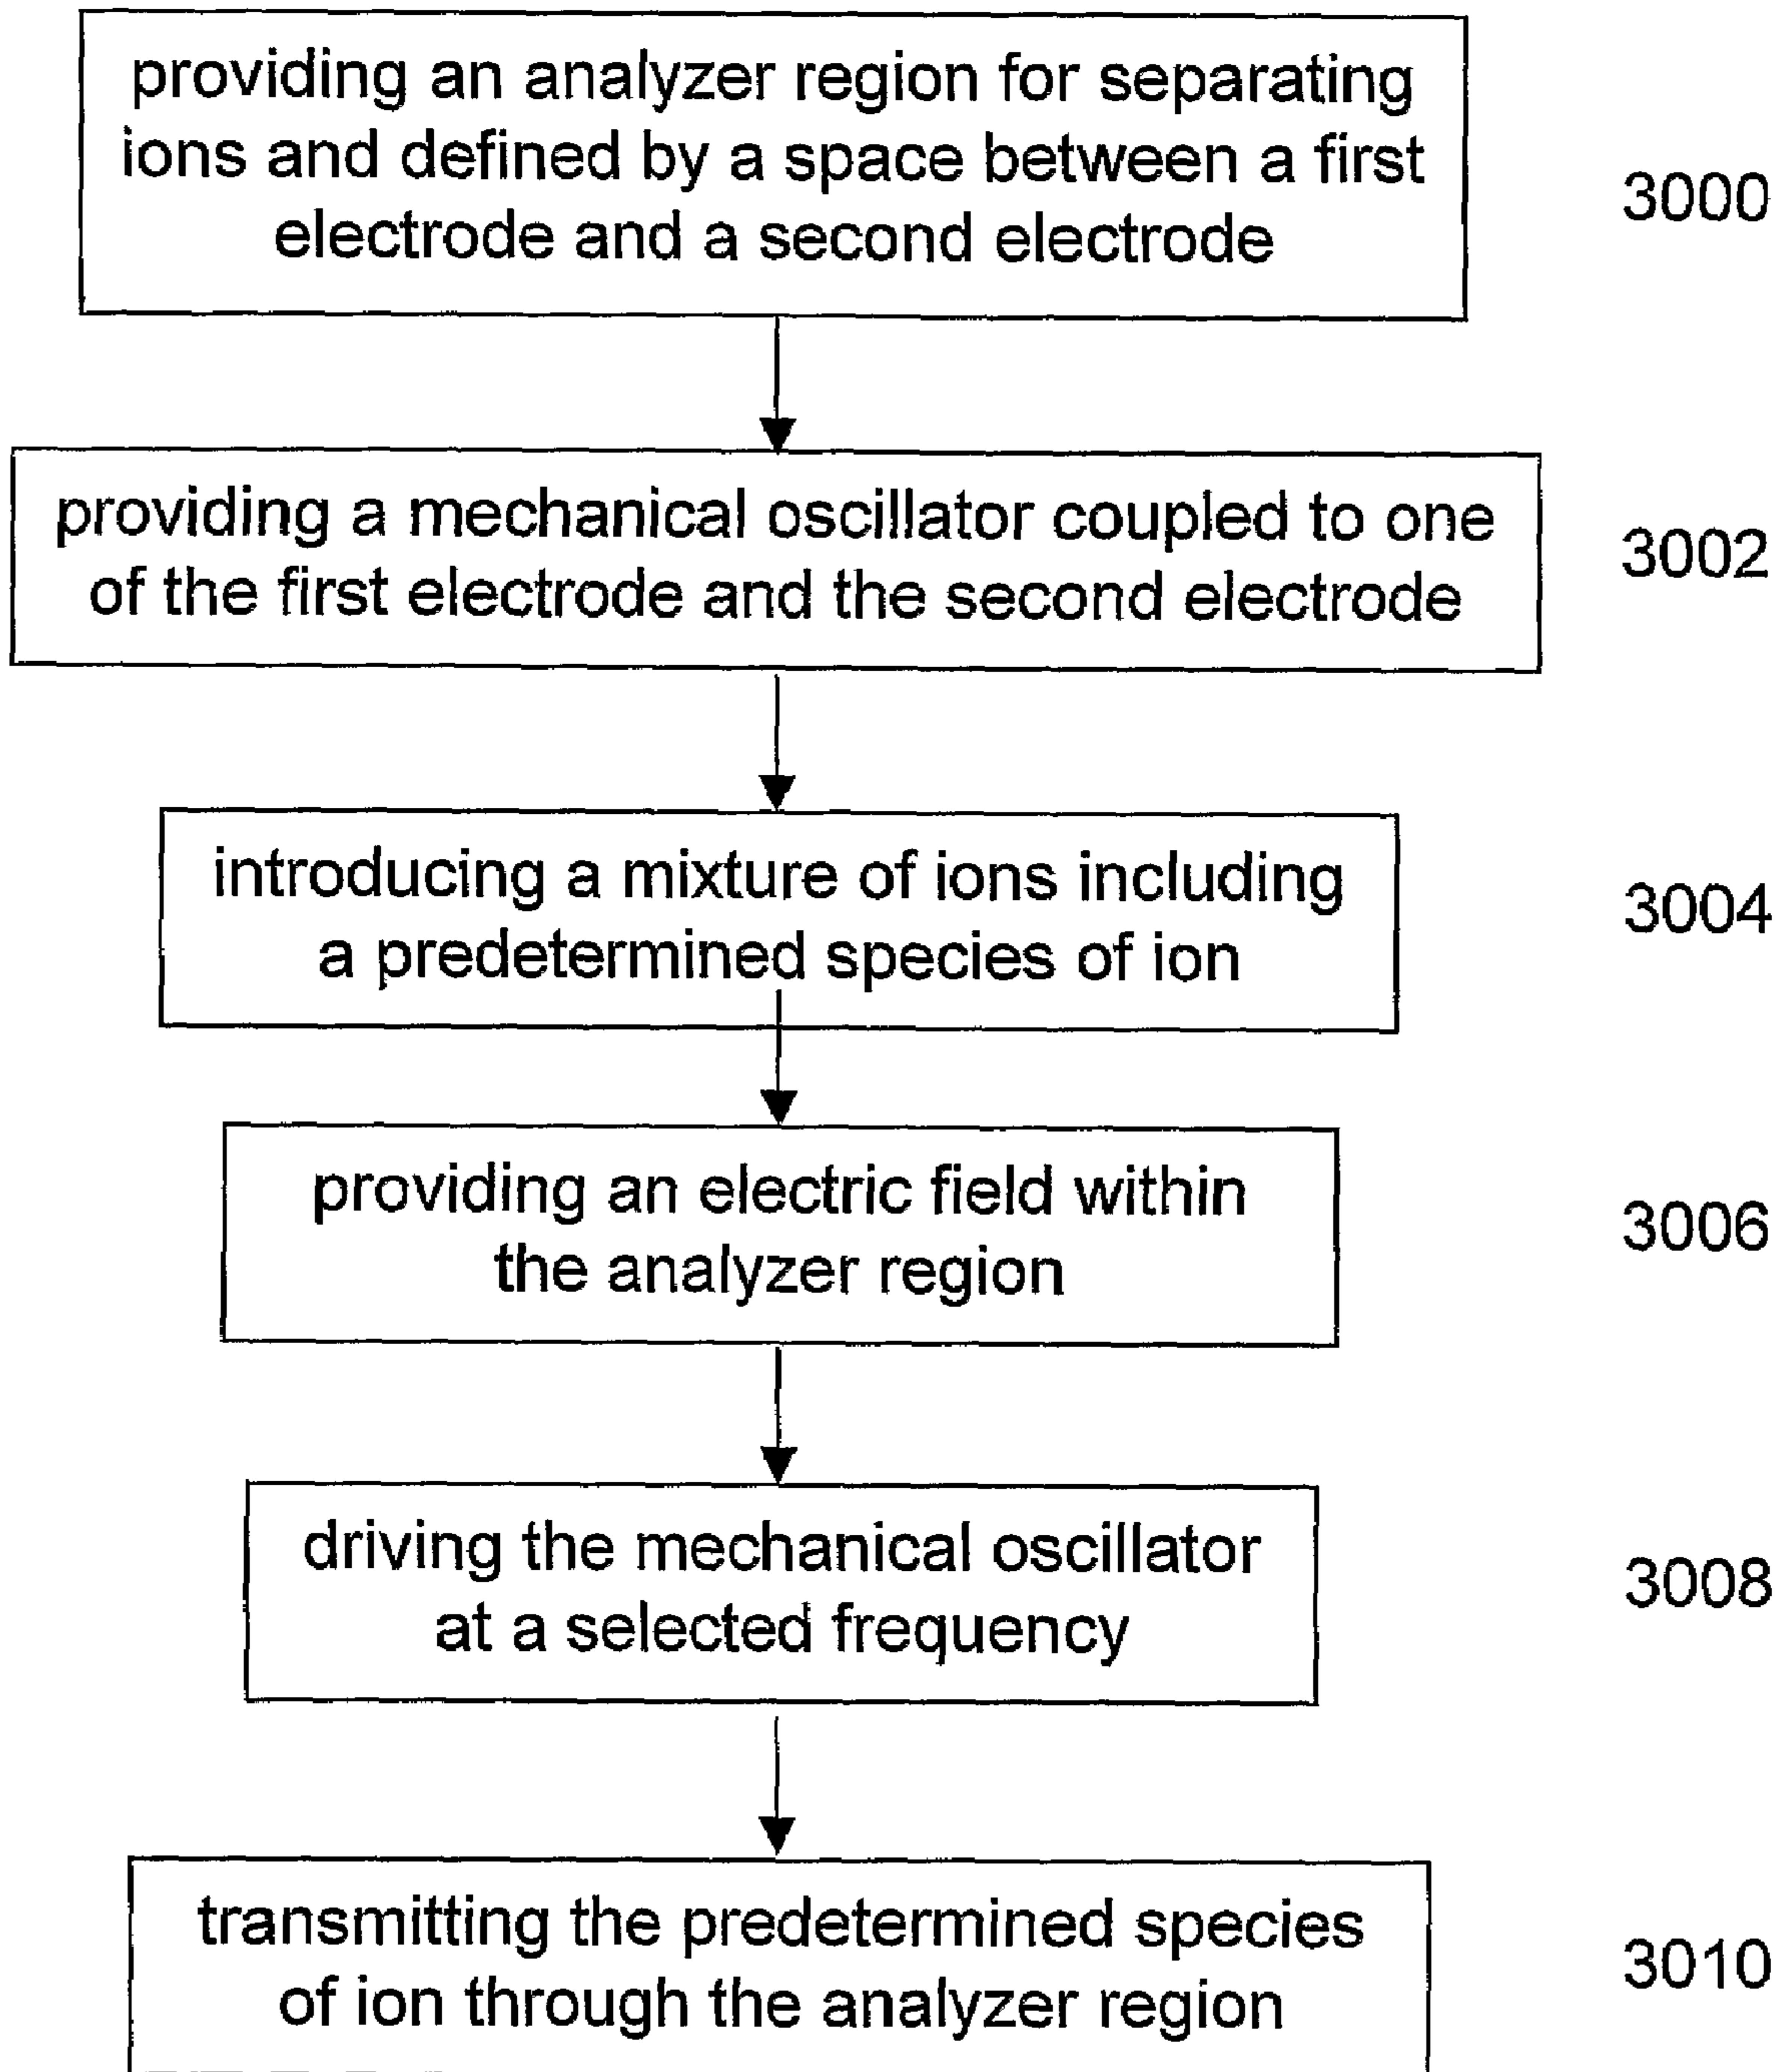 providing an analyzer region for separating
ions and defined by a space between a first
electrode and a second electrode
3000
providing a mechanical oscillator coupled to one
of the first electrode and the second electrode
3002
introducing a mixture of ions including
a predetermined species of ion
3004
providing an electric field within
the analyzer region
3006
driving the mechanical oscillator
at a selected frequency
3008
transmitting the predetermined species
of ion through the analyzer region
3010